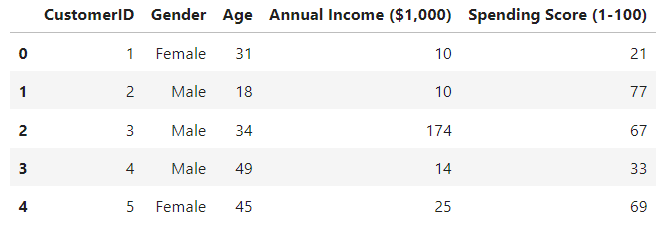 CustomerID Gender Age Annual Income ($1,000) Spending Score (1-100)
0 1 Female 31 10 21
1 2 Male 18 10 77
2 3 Male 34 174 67
3 4 Male 49 14 33
4 5 Female 45 25 69